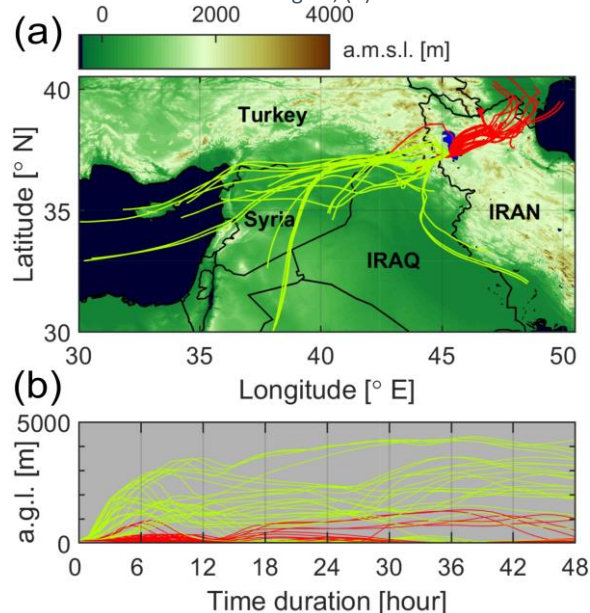 (a)
0 2000 4000
a.m.s.l. [m]
40
35
30
Latitude [° N]
Turkey
Syria
IRAQ
IRAN
30 35 40 45 50
Longitude [° E]
(b)
5000
0
a.g.l. [m]
0 6 12 18 24 30 36 42 48
Time duration [hour]